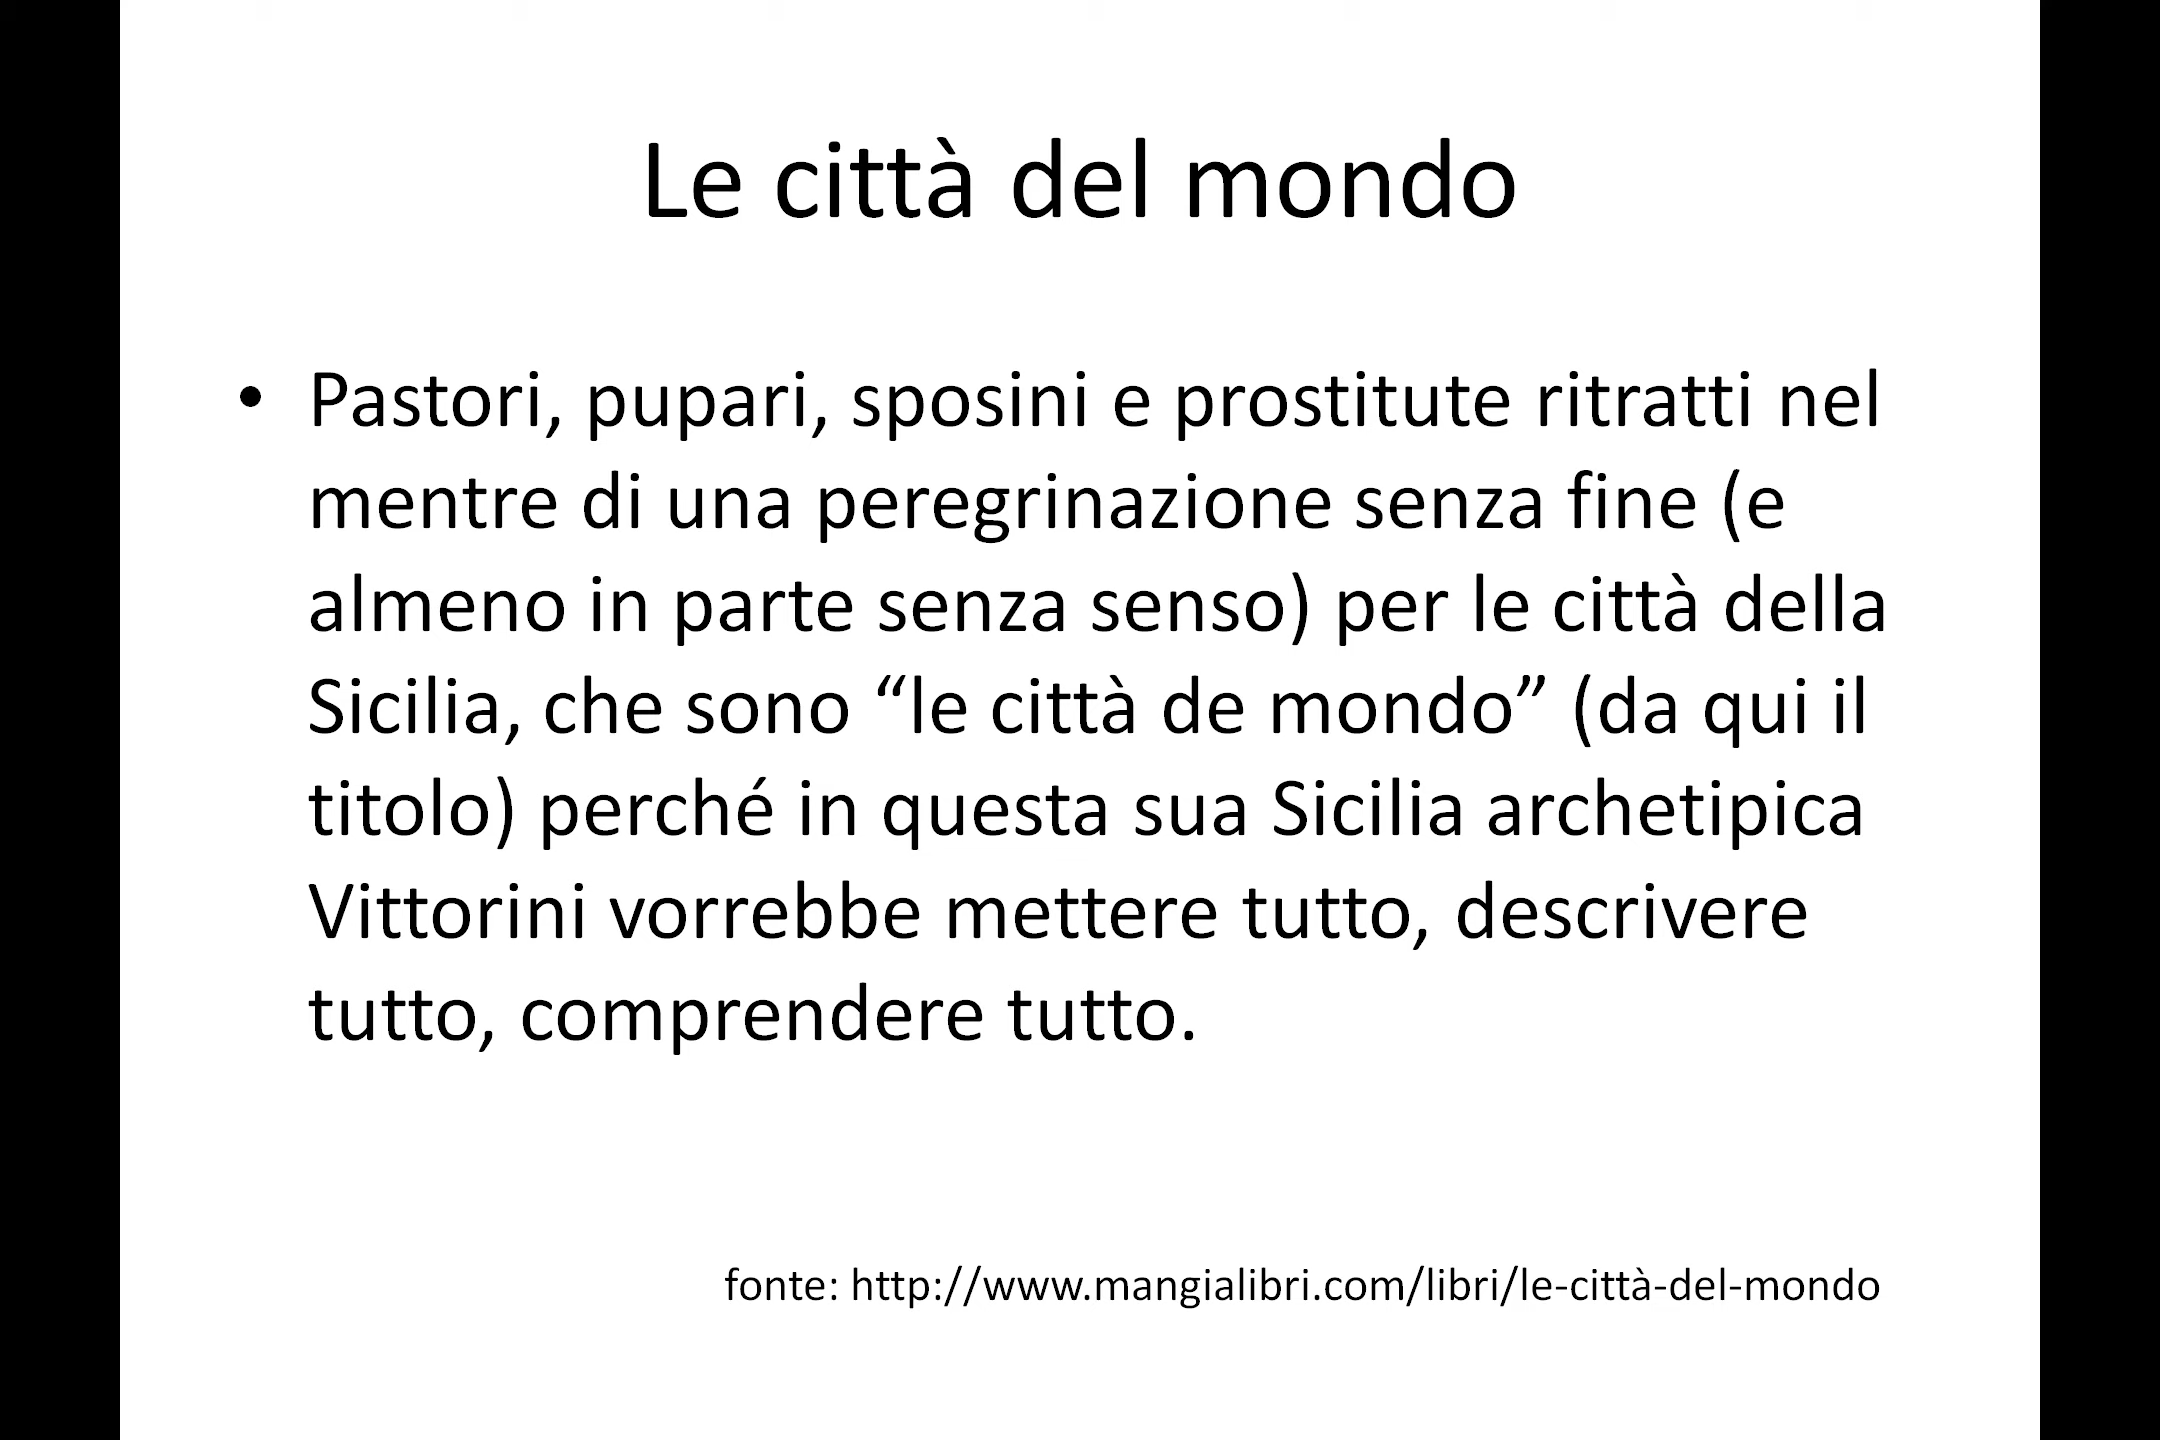 Le città del mondo
• Pastori, pupari, sposini e prostitute ritratti nel
mentre di una peregrinazione senza fine (e
almeno in parte senza senso) per le città della
Sicilia, che sono “le città de mondo” (da qui il
titolo) perché in questa sua Sicilia archetipica
Vittorini vorrebbe mettere tutto, descrivere
tutto, comprendere tutto.
fonte: http://www.mangialibri.com/libri/le-città-del-mondo